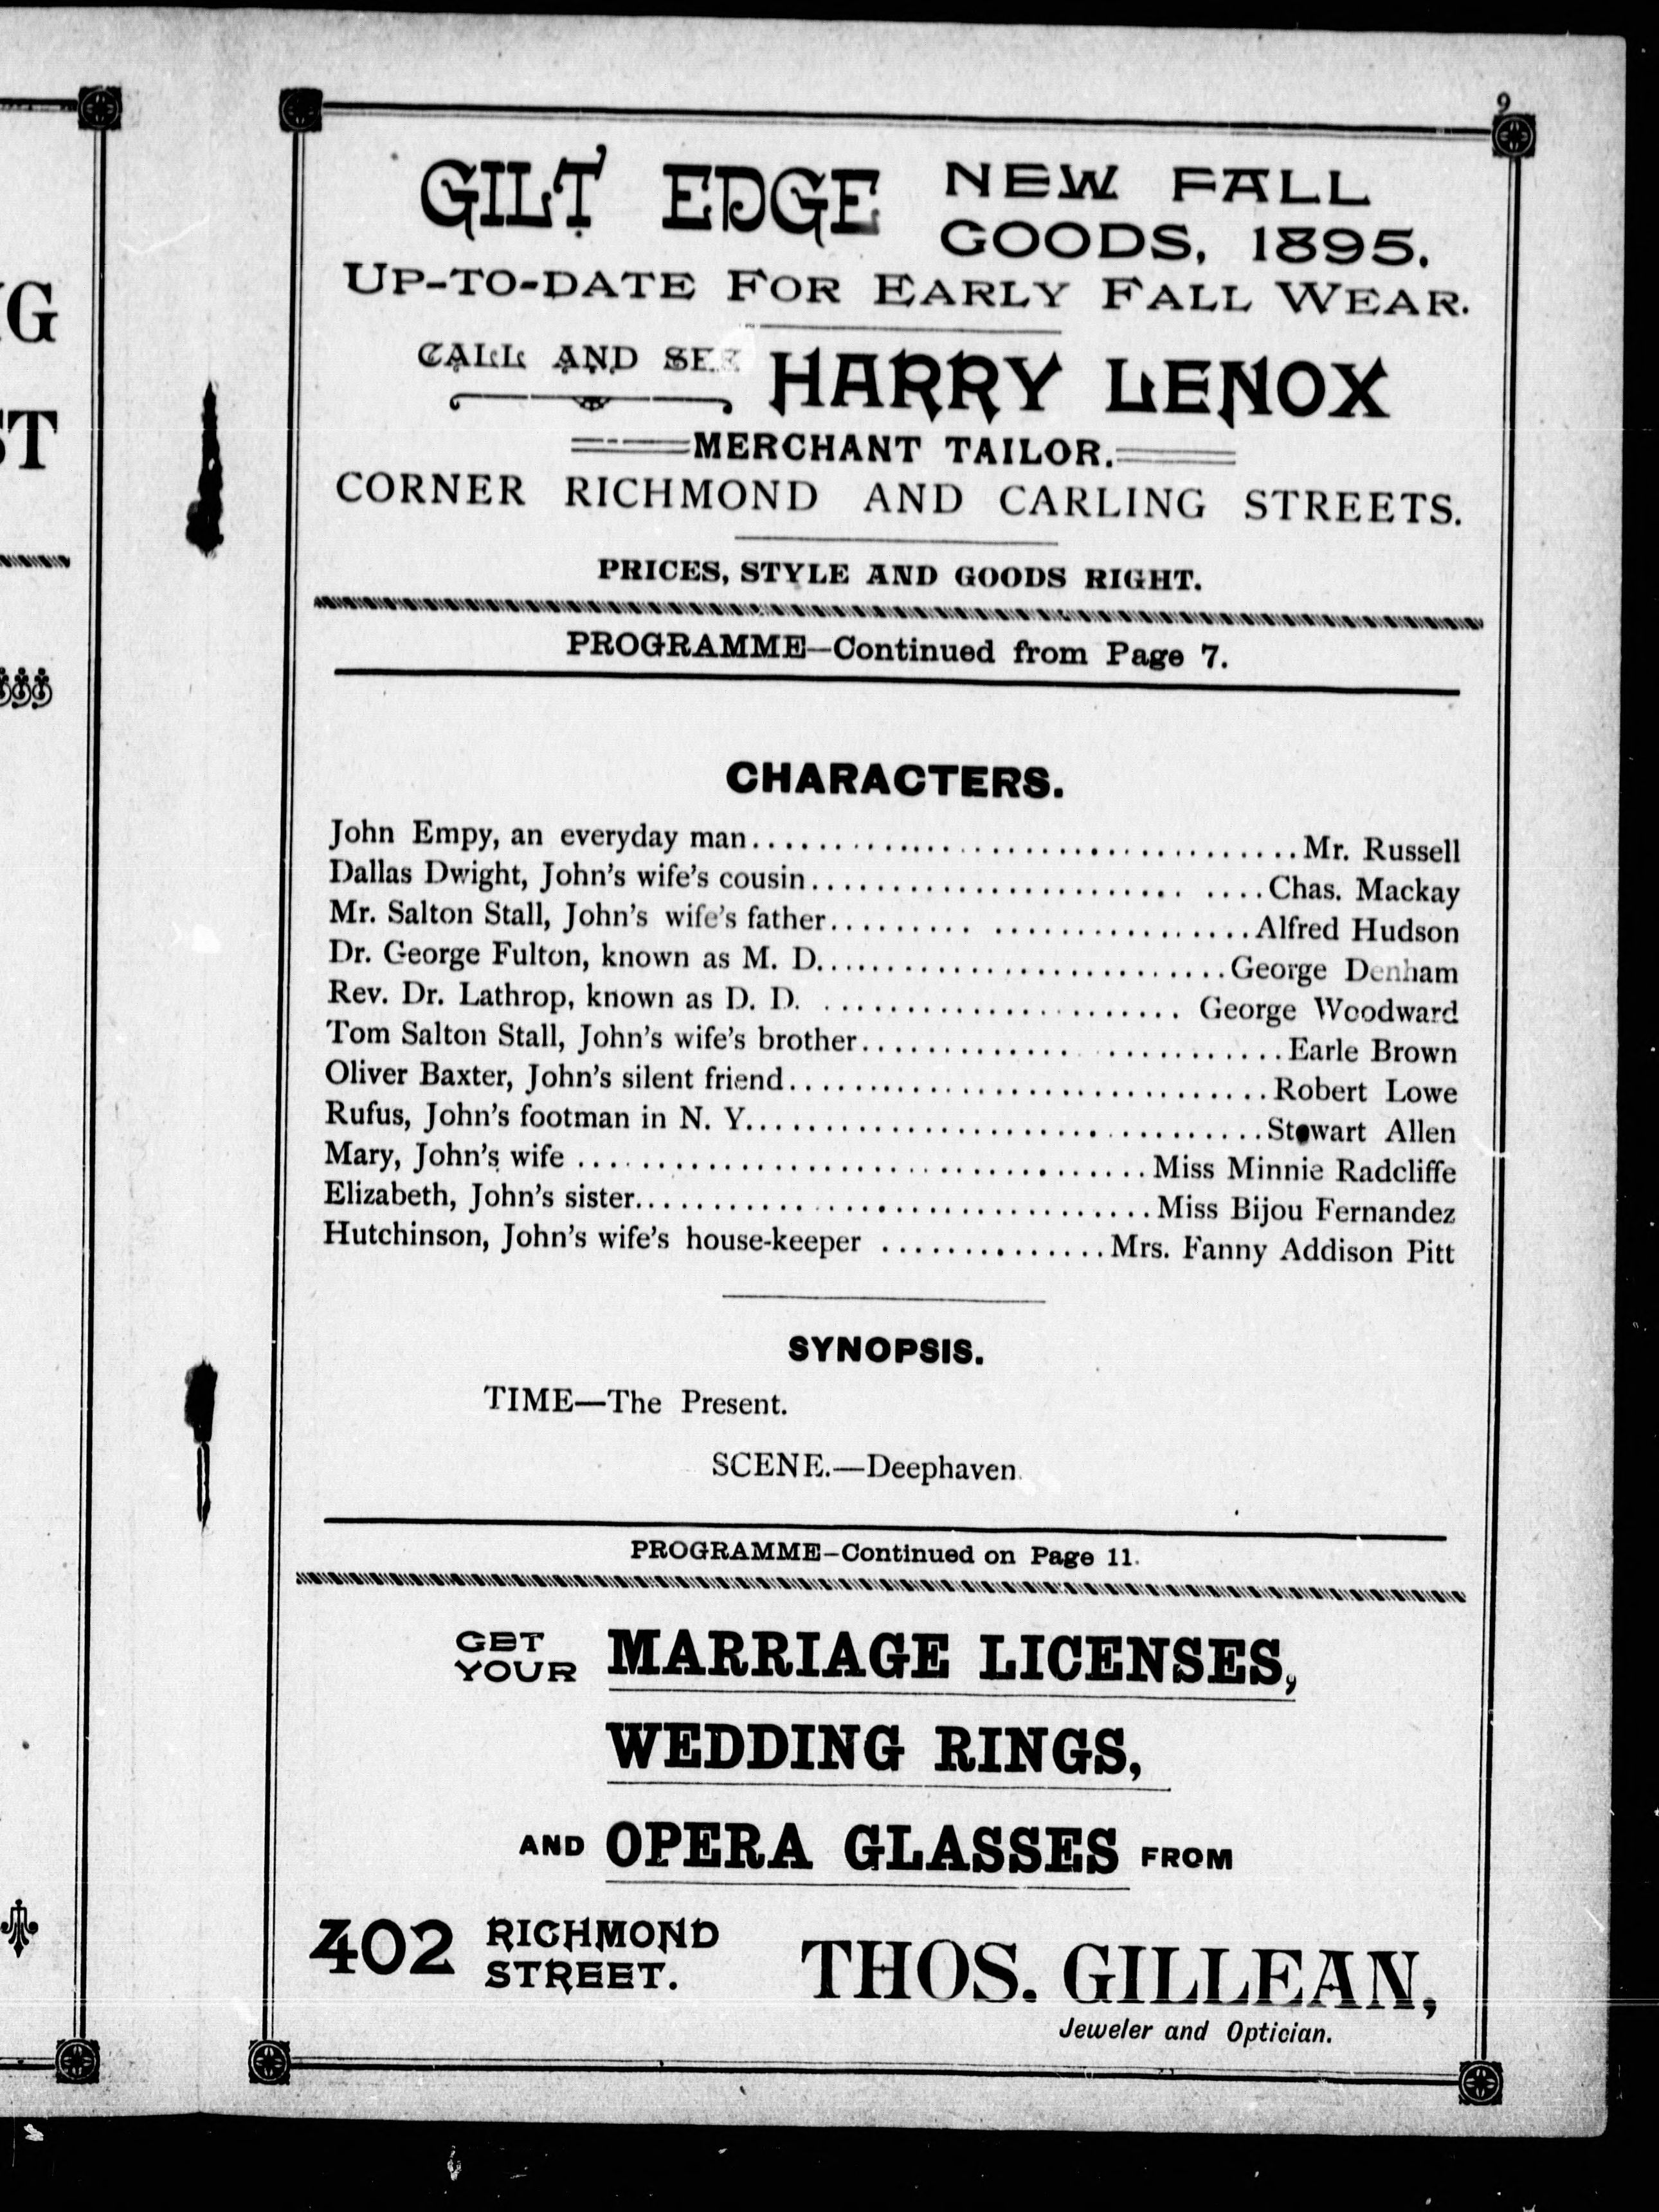 9
GILT EDGE NEW FALL
GOODS, 1895.
UP-TO-DATE FOR EARLY FALL WEAR.
CALL AND SEE HARRY LENOX
MERCHANT TAILOR.
CORNER RICHMOND AND CARLING STREETS.
PRICES, STYLE AND GOODS RIGHT.
PROGRAMME—Continued from Page 7.
CHARACTERS.
John Empy, an everyday man........................................Mr. Russell
Dallas Dwight, John's wife's cousin............................Chas. Mackay
Mr. Salton Stall, John's wife's father............................Alfred Hudson
Dr. George Fulton, known as M. D............................George Denham
Rev. Dr. Lathrop, known as D. D. ........................ George Woodward
Tom Salton Stall, John's wife's brother............................Earle Brown
Oliver Baxter, John's silent friend................................Robert Lowe
Rufus, John's footman in N. Y...................................Stewart Allen
Mary, John's wife ......................................Miss Minnie Radcliffe
Elizabeth, John's sister..................................Miss Bijou Fernandez
Hutchinson, John's wife's house-keeper ..............Mrs. Fanny Addison Pitt
SYNOPSIS.
TIME—The Present.
SCENE.—Deephaven.
PROGRAMME—Continued on Page 11.
GET YOUR MARRIAGE LICENSES,
WEDDING RINGS,
AND OPERA GLASSES FROM
402 RICHMOND STREET. THOS. GILLEAN,
Jeweler and Optician.